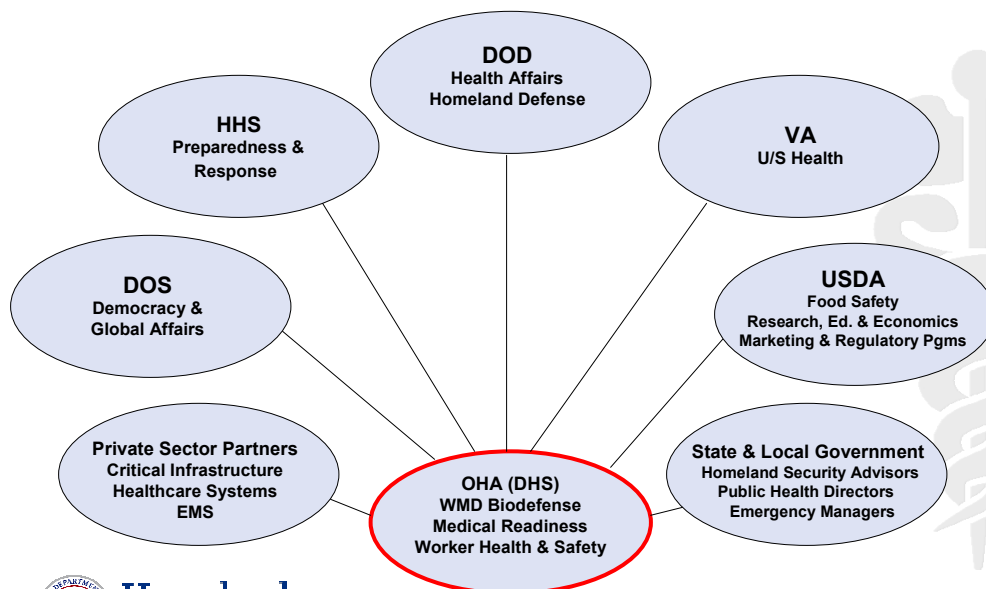 DOD
Health Affairs
Homeland Defense
HHS
Preparedness &
Response
VA
U/S Health
DOS
Democracy &
Global Affairs
USDA
Food Safety
Research, Ed. & Economics
Marketing & Regulatory Pgms
Private Sector Partners
Critical Infrastructure
Healthcare Systems
EMS
OHA (DHS)
WMD Biodefense
Medical Readiness
Worker Health & Safety
State & Local Government
Homeland Security Advisors
Public Health Directors
Emergency Managers